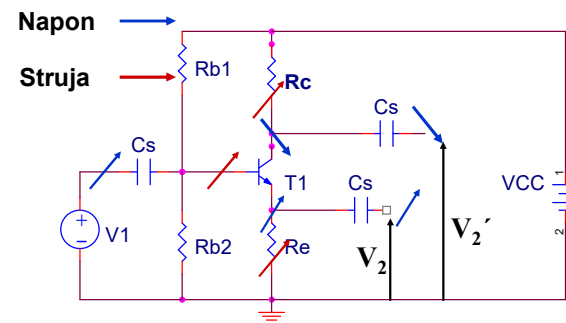 Napon
Struja
Rb1
Rc
Cs
Cs
T1
Cs
VCC
1
2
V1
Rb2
Re
V2
V2´